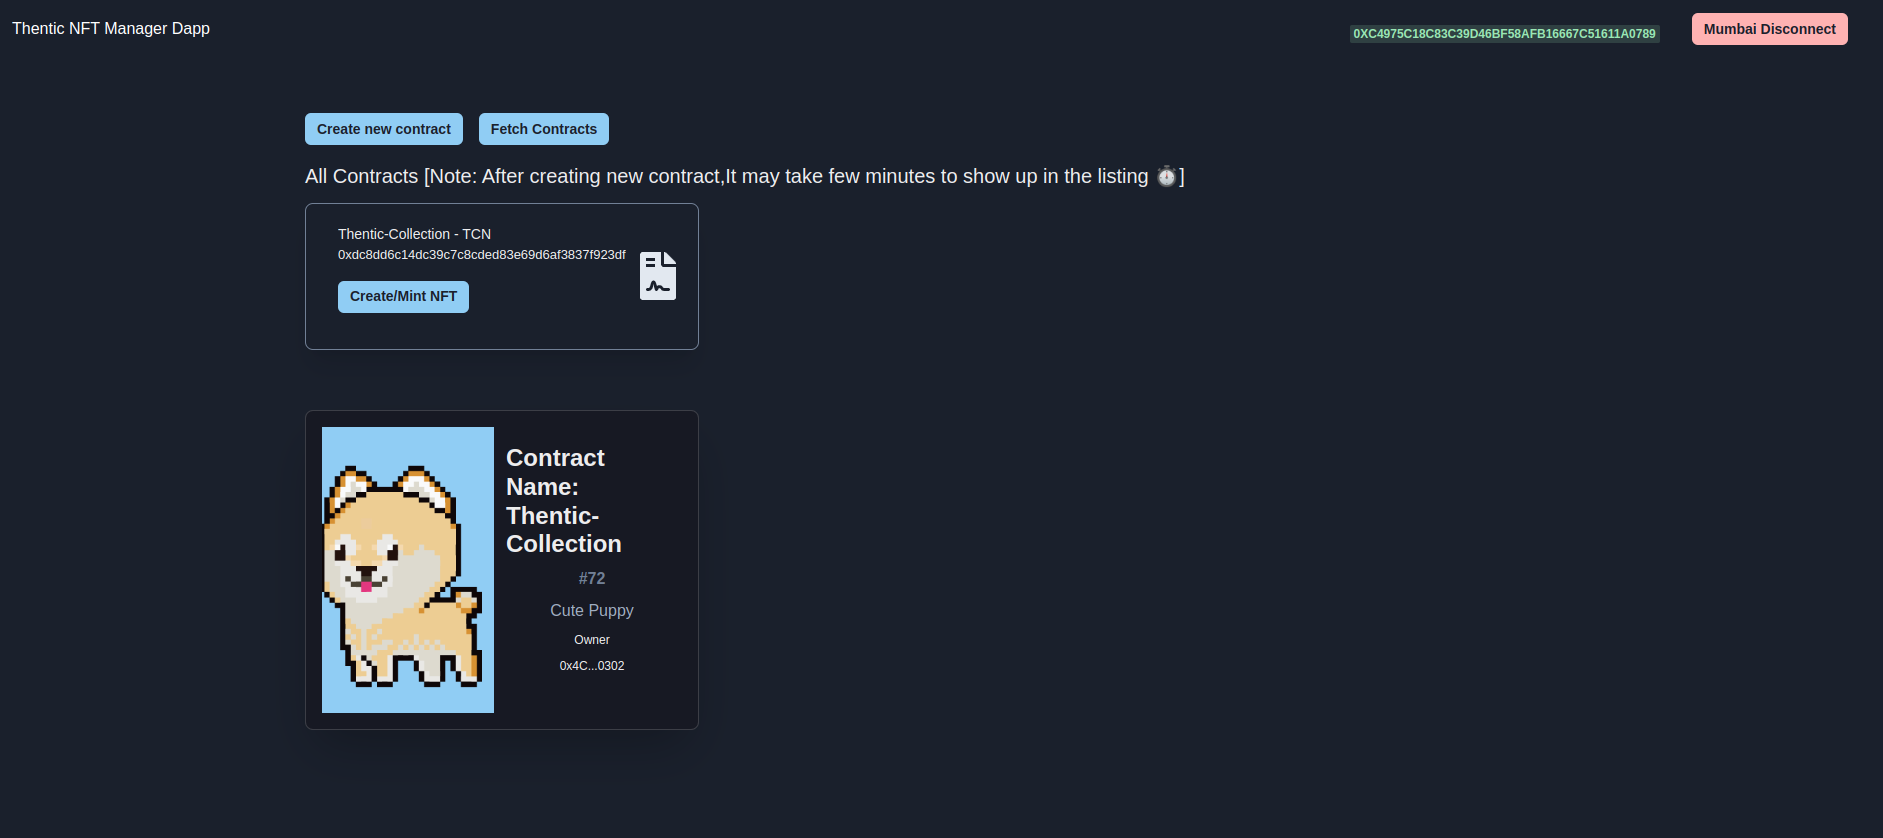 Thentic NFT Manager Dapp
0XC4975C18C83C39D46BF58AFB16667C51611A0789
Mumbai Disconnect
Create new contract
Fetch Contracts
All Contracts [Note: After creating new contract,It may take few minutes to show up in the listing ⏱️]
Thentic-Collection - TCN
0xdc8dd6c14dc39c7c8cded83e69d6af3837f923df
Create/Mint NFT
Contract
Name:
Thentic-
Collection
#72
Cute Puppy
Owner
0x4C...0302